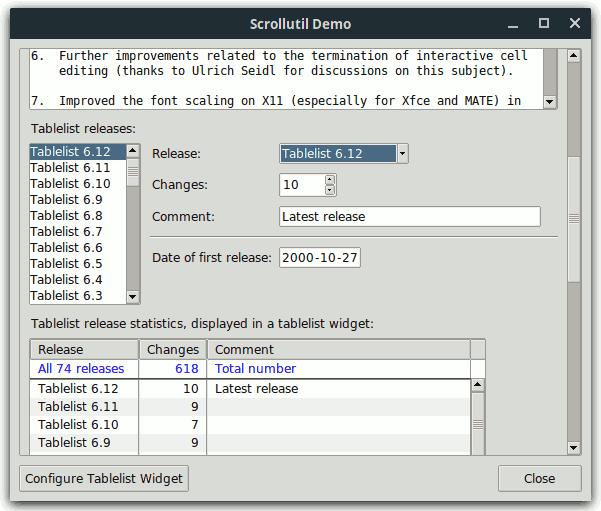 Scrollutil Demo
6. Further improvements related to the termination of interactive cell
editing (thanks to Ulrich Seidl for discussions on this subject).
7. Improved the font scaling on X11 (especially for Xfce and MATE) in
Tablelist releases:
Tablelist 6.12
Tablelist 6.11
Tablelist 6.10
Tablelist 6.9
Tablelist 6.8
Tablelist 6.7
Tablelist 6.6
Tablelist 6.5
Tablelist 6.4
Tablelist 6.3
Release: Tablelist 6.12
Changes: 10
Comment: Latest release
Date of first release: 2000-10-27
Tablelist release statistics, displayed in a tablelist widget:
Release Changes Comment
All 74 releases 618 Total number
Tablelist 6.12 10 Latest release
Tablelist 6.11 9
Tablelist 6.10 7
Tablelist 6.9 9
Configure Tablelist Widget Close